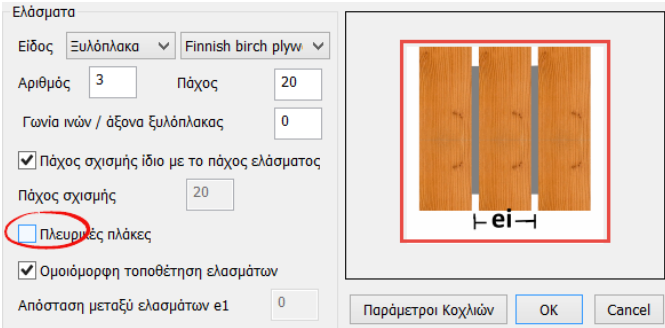 Ελάσματα
Είδος Ξυλόπλακα Finnish birch plyw
Αριθμός 3 Πάχος 20
Γωνία ινών / άξονα ξυλόπλακας 0
Πάχος σχισμής ίδιο με το πάχος ελάσματος
Πάχος σχισμής 20
Πλευρικές πλάκες
Ομοιόμορφη τοποθέτηση ελασμάτων
Απόσταση μεταξύ ελασμάτων e1 0
ei
Παράμετροι Κοχλιών OK Cancel